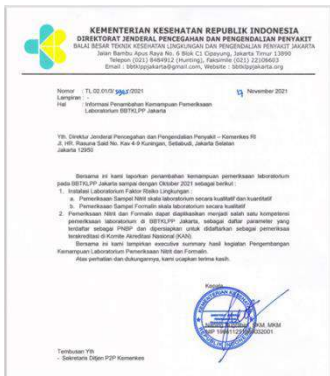 KEMENTERIAN KESEHATAN REPUBLIK INDONESIA
DIREKTORAT JENDERAL PENCEGAHAN DAN PENGENDALIAN PENYAKIT
BALAI BESAR TEKNIK KESEHATAN LINGKUNGAN DAN PENGENDALIAN PENYAKIT JAKARTA
Jalan Bambu Apus Raya No. 6 Blok C1 Cipayung, Jakarta Timur 13890
Telepon (021) 8484912 (Hunting), Faksimile (021) 22106603
Email : bbtklppjakarta@gmail.com, Website : bbtklppjakarta.org
Nomor : TL.02.01/3/ /2021
November 2021
Lampiran : -
Hal : Informasi Penambahan Kemampuan Pemeriksaan
Laboratorium BBTKLPP Jakarta
Yth. Direktur Jenderal Pencegahan dan Pengendalian Penyakit – Kemenkes RI
Jl. HR. Rasuna Said No. Kav 4-9 Kuningan, Setiabudi, Jakarta Selatan
Jakarta 12950
Bersama ini kami laporkan penambahan kemampuan pemeriksaan laboratorium
pada BBTKLPP Jakarta sampai dengan Oktober 2021 sebagai berikut :
1. Instalasi Laboratorium Faktor Risiko Lingkungan :
a. Pemeriksaan Sampel Nitrit skala laboratorium secara kualitatif dan kuantitatif
b. Pemeriksaan Sampel Formalin skala laboratorium secara kualitatif
2. Pemeriksaan Nitrit dan Formalin dapat diaplikasikan menjadi salah satu kompetensi
pemeriksaan laboratorium di BBTKLPP Jakarta, sebagai daftar parameter yang
terdaftar sebagai PNBP dan dipersiapkan untuk didaftarkan sebagai pemeriksaan
terakreditasi di Komite Akreditasi Nasional (KAN).
Bersama ini kami lampirkan executive summary hasil kegiatan Pengembangan
Kemampuan Laboratorium Pemeriksaan Nitrit dan Formalin.
Atas perhatian dan dukungannya, kami ucapkan terima kasih.
Kepala
SKM, MKM
NIP
Tembusan Yth
- Sekretaris Ditjen P2P Kemenkes